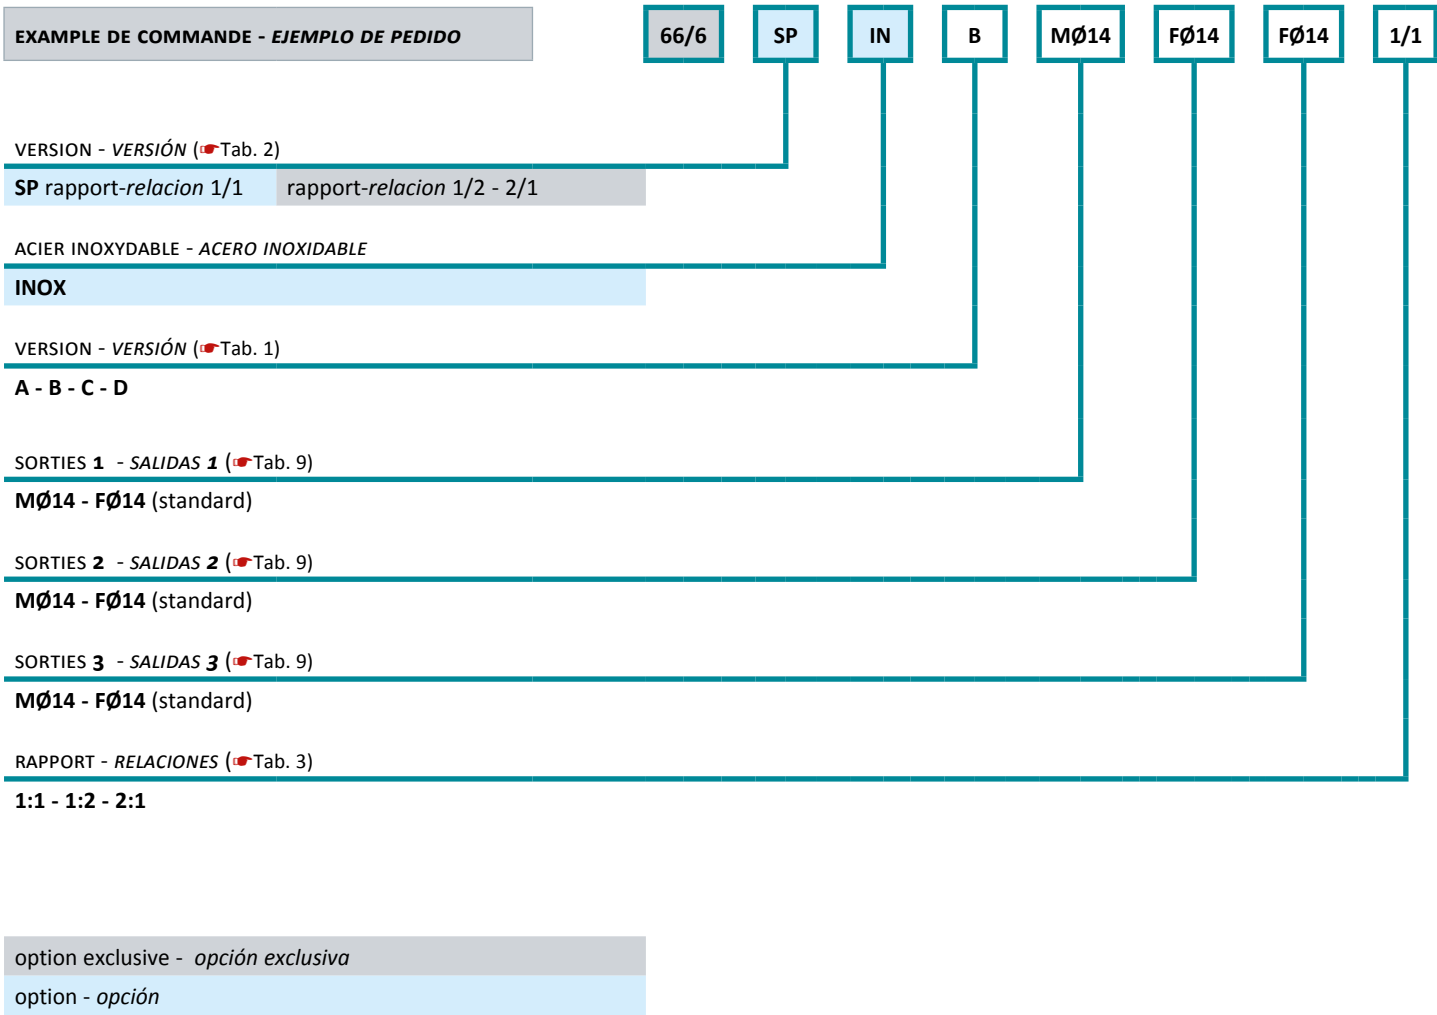 EXAMPLE DE COMMANDE - EJEMPLO DE PEDIDO 66/6 SP IN B MØ14 FØ14 FØ14 1/1
VERSION - VERSIÓN (☛Tab. 2)
SP rapport-relacion 1/1 rapport-relacion 1/2 - 2/1
ACIER INOXYDABLE - ACERO INOXIDABLE
INOX
VERSION - VERSIÓN (☛Tab. 1)
A - B - C - D
SORTIES 1 - SALIDAS 1 (☛Tab. 9)
MØ14 - FØ14 (standard)
SORTIES 2 - SALIDAS 2 (☛Tab. 9)
MØ14 - FØ14 (standard)
SORTIES 3 - SALIDAS 3 (☛Tab. 9)
MØ14 - FØ14 (standard)
RAPPORT - RELACIONES (☛Tab. 3)
1:1 - 1:2 - 2:1
option exclusive - opción exclusiva
option - opción